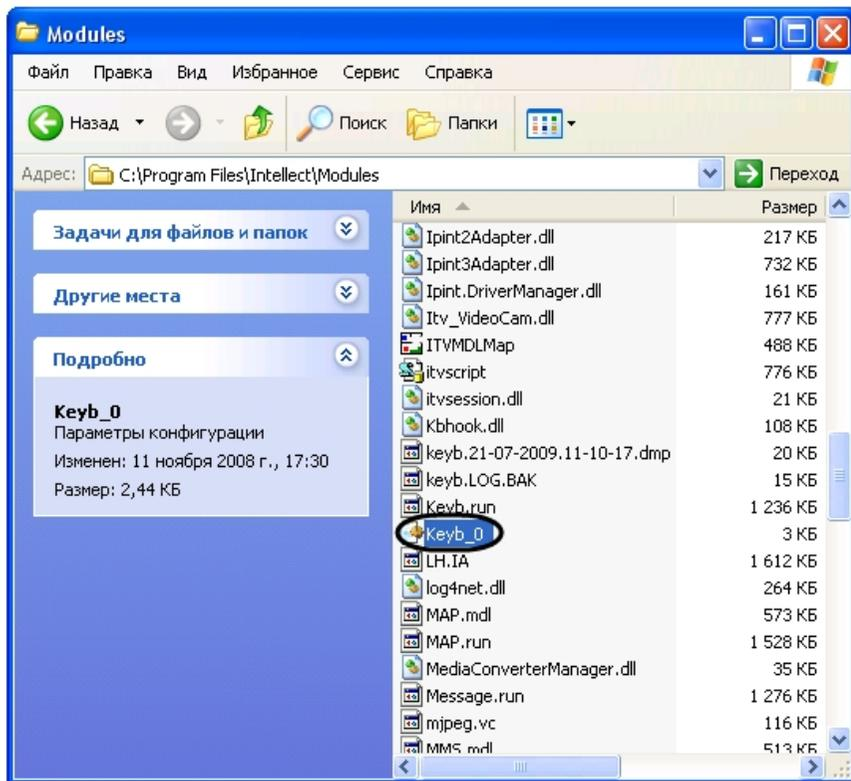 Modules
Файл Правка Вид Избранное Сервис Справка
Назад Поиск Папки
Адрес: C:\Program Files\Intellect\Modules Переход
Задачи для файлов и папок
Другие места
Подробно
Keyb_0
Параметры конфигурации
Изменен: 11 ноября 2008 г., 17:30
Размер: 2,44 КБ
Имя Размер
Ipint2Adapter.dll 217 КБ
Ipint3Adapter.dll 732 КБ
Ipint.DriverManager.dll 161 КБ
Itv_VideoCam.dll 777 КБ
ITVMDLMap 488 КБ
itvscript 776 КБ
itvsession.dll 21 КБ
Kbhook.dll 108 КБ
keyb.21-07-2009.11-10-17.dmp 20 КБ
keyb.LOG.BAK 15 КБ
Keyb.run 1 236 КБ
Keyb_0 3 КБ
LH.IA 1 612 КБ
log4net.dll 264 КБ
MAP.mdl 573 КБ
MAP.run 1 528 КБ
MediaConverterManager.dll 35 КБ
Message.run 1 276 КБ
mjpeg.vc 116 КБ
MMS.mdl 513 КБ